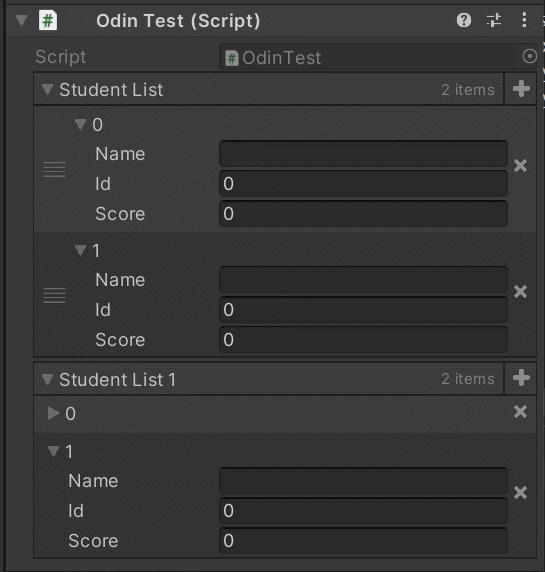 Odin Test (Script)
Script OdinTest
Student List 2 items
0
Name
Id 0
Score 0
1
Name
Id 0
Score 0
Student List 1 2 items
0
1
Name
Id 0
Score 0